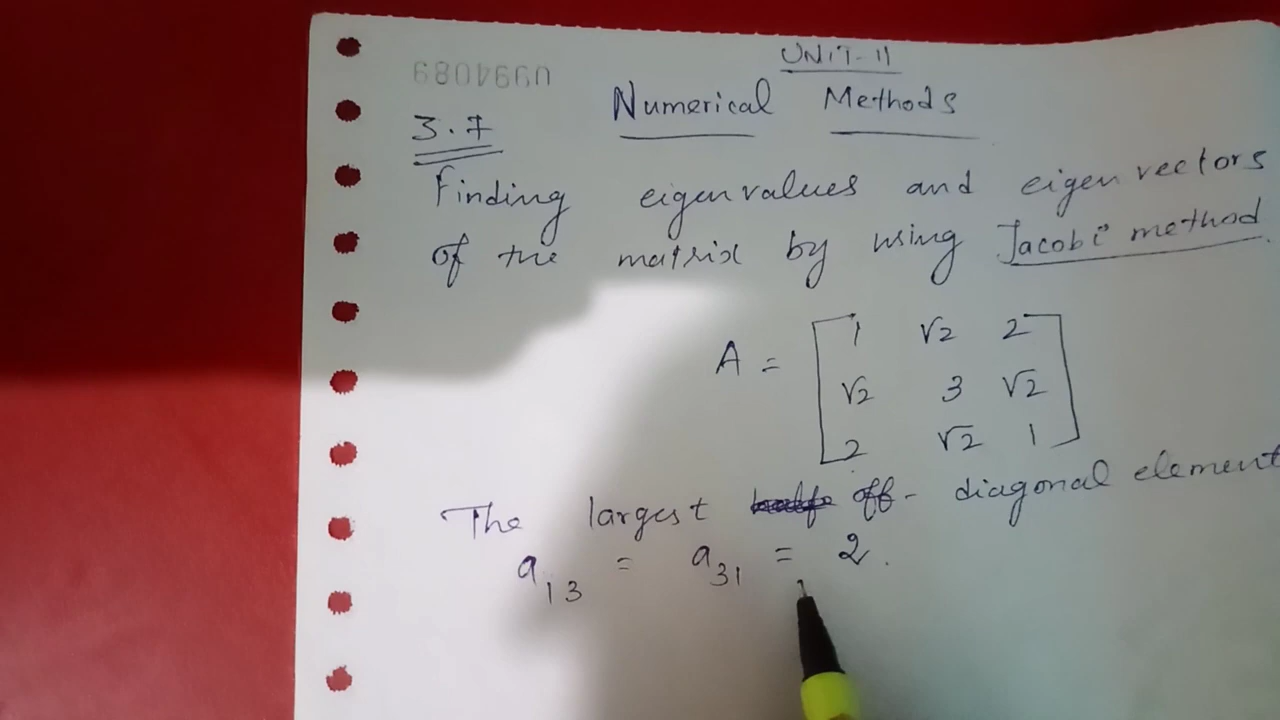 UNIT-II
0994089
Numerical Methods
3.7
Finding eigenvalues and eigenvectors
of the matrix by using Jacobi method.
A = [ 1 √2 2
√2 3 √2
2 √2 1 ]
The largest off-diagonal element
a13 = a31 = 2.